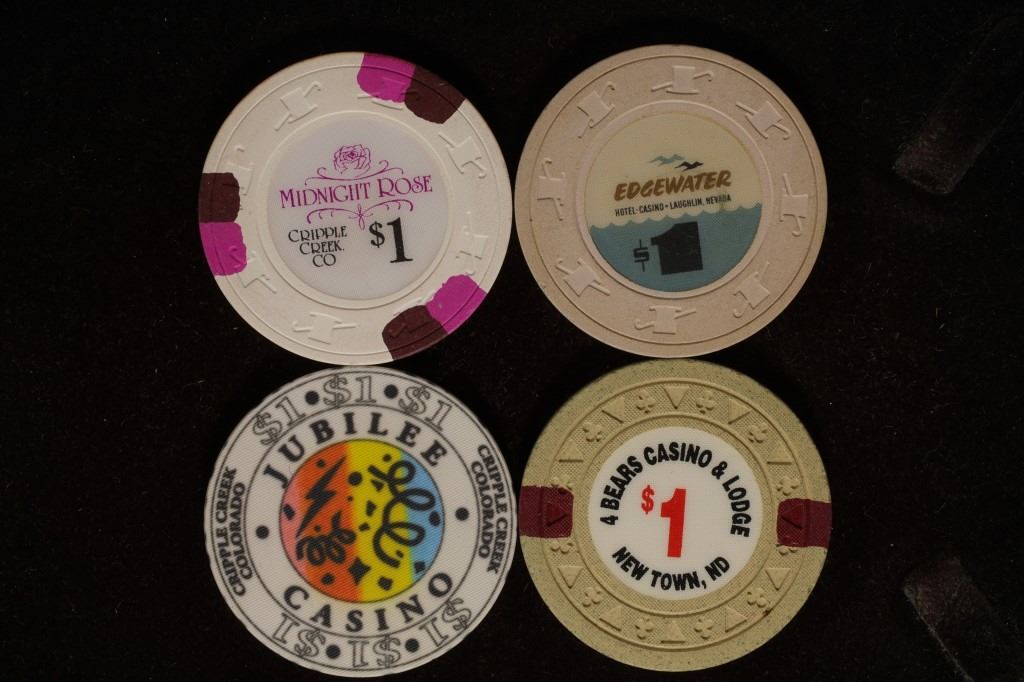 MIDNIGHT ROSE
CRIPPLE
CREEK,
CO
$1
EDGEWATER
HOTEL-CASINO • LAUGHLIN, NEVADA
$1
$1 • $1 • $1
JUBILEE
CASINO
CRIPPLE CREEK
COLORADO
CRIPPLE CREEK
COLORADO
$1 • $1 • $1
4 BEARS CASINO & LODGE
$1
NEW TOWN, ND